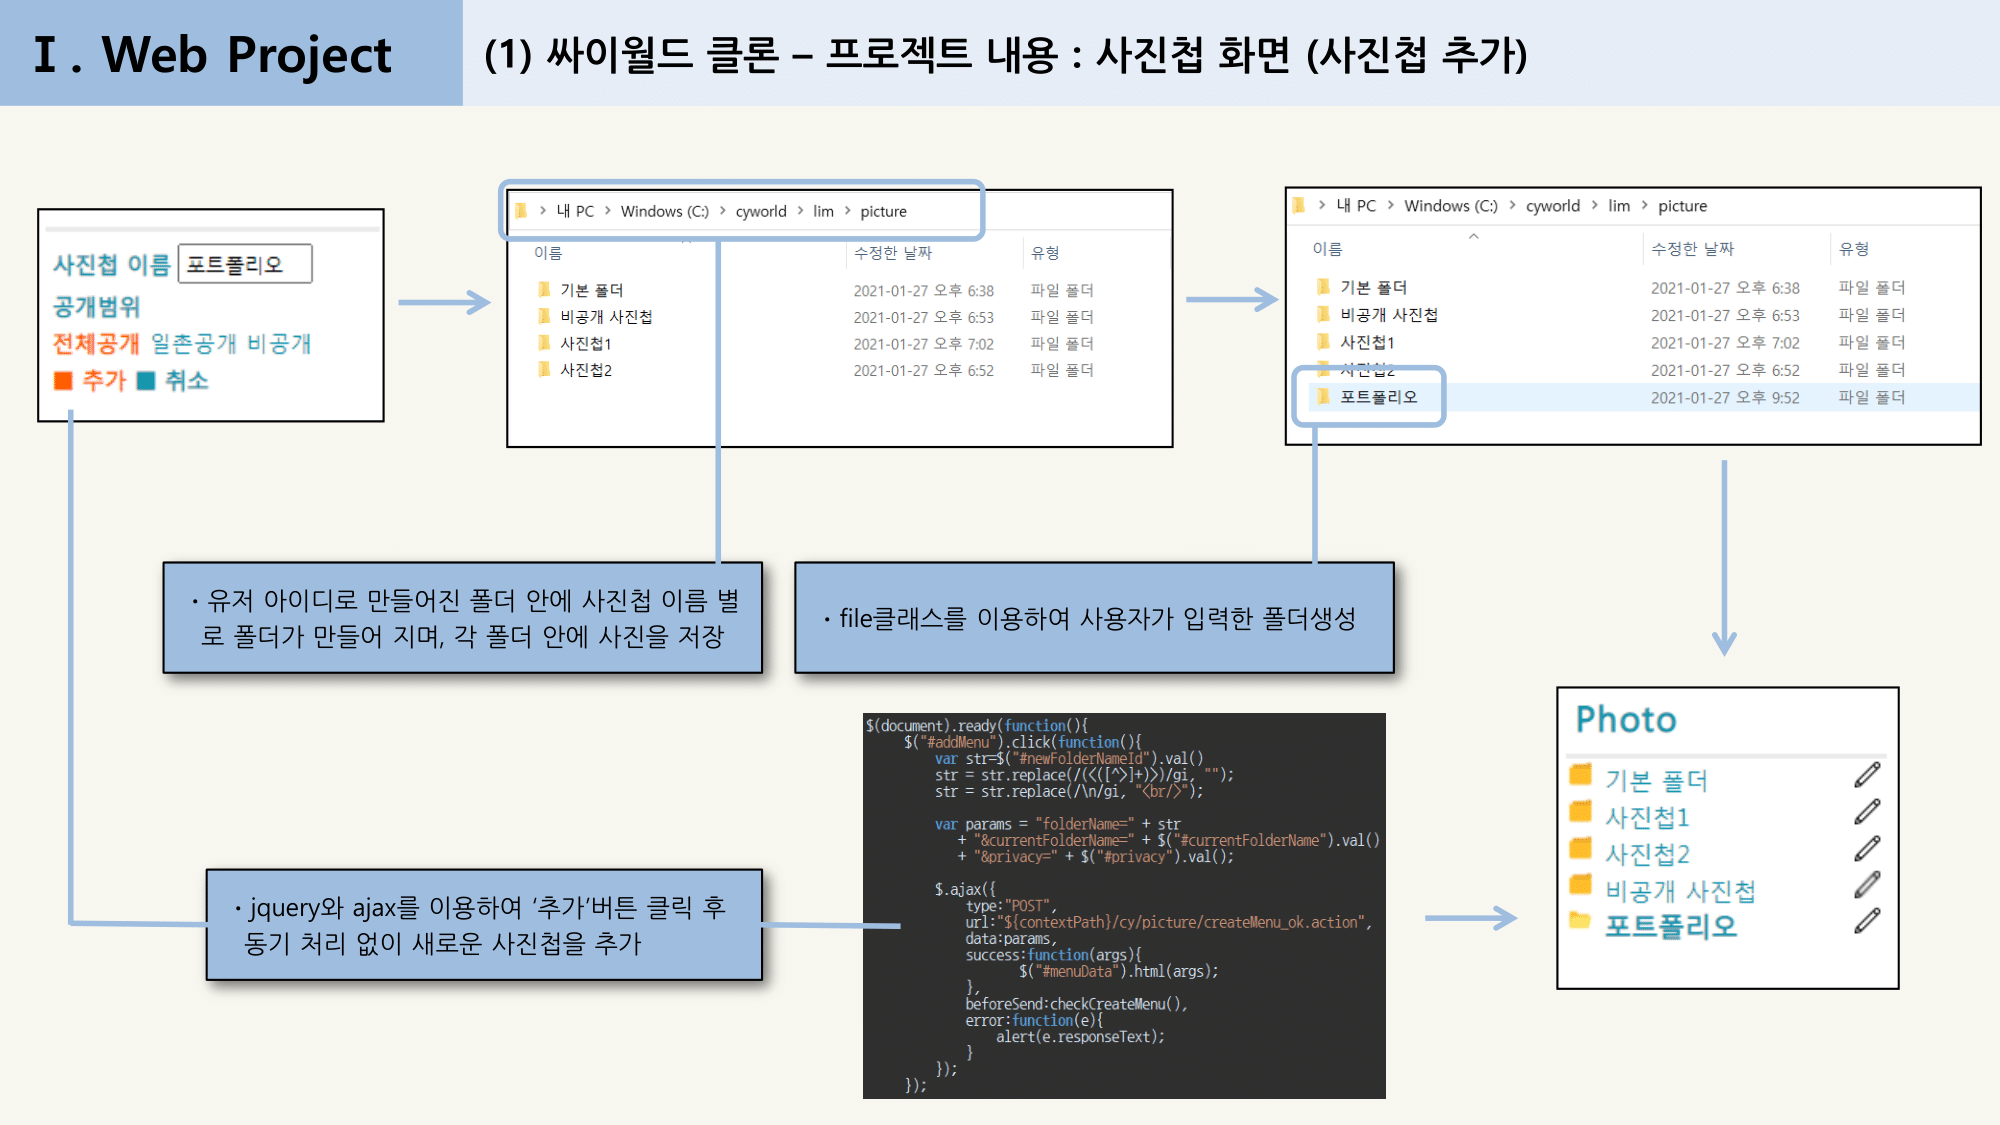 Ⅰ. Web Project
(1) 싸이월드 클론 – 프로젝트 내용 : 사진첩 화면 (사진첩 추가)
사진첩 이름 포트폴리오
공개범위
전체공개 일촌공개 비공개
추가 취소
> 내 PC > Windows (C:) > cyworld > lim > picture
이름 수정한 날짜 유형
기본 폴더 2021-01-27 오후 6:38 파일 폴더
비공개 사진첩 2021-01-27 오후 6:53 파일 폴더
사진첩1 2021-01-27 오후 7:02 파일 폴더
사진첩2 2021-01-27 오후 6:52 파일 폴더
> 내 PC > Windows (C:) > cyworld > lim > picture
이름 수정한 날짜 유형
기본 폴더 2021-01-27 오후 6:38 파일 폴더
비공개 사진첩 2021-01-27 오후 6:53 파일 폴더
사진첩1 2021-01-27 오후 7:02 파일 폴더
사진첩2 2021-01-27 오후 6:52 파일 폴더
포트폴리오 2021-01-27 오후 9:52 파일 폴더
· 유저 아이디로 만들어진 폴더 안에 사진첩 이름 별
로 폴더가 만들어 지며, 각 폴더 안에 사진을 저장
· file클래스를 이용하여 사용자가 입력한 폴더생성
· jquery와 ajax를 이용하여 ‘추가’버튼 클릭 후
동기 처리 없이 새로운 사진첩을 추가
$(document).ready(function(){
$("#addMenu").click(function(){
var str=$("#newFolderNameId").val()
str = str.replace(/(<([^>]+)>)/gi, "");
str = str.replace(/\n/gi, "<br/>");
var params = "folderName=" + str
+ "&currentFolderName=" + $("#currentFolderName").val()
+ "&privacy=" + $("#privacy").val();
$.ajax({
type:"POST",
url:"${contextPath}/cy/picture/createMenu_ok.action",
data:params,
success:function(args){
$("#menuData").html(args);
},
beforeSend:checkCreateMenu(),
error:function(e){
alert(e.responseText);
}
});
});
Photo
기본 폴더
사진첩1
사진첩2
비공개 사진첩
포트폴리오